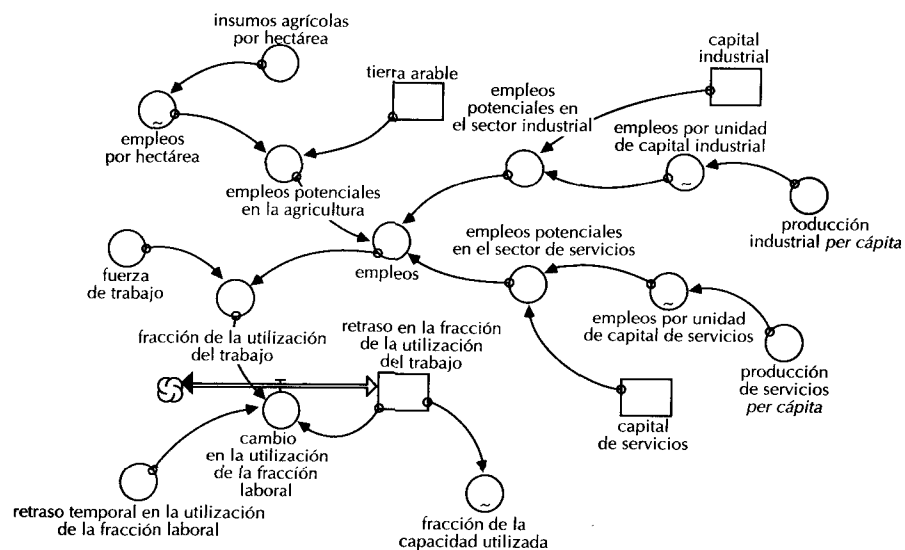 insumos agrícolas
por hectárea
tierra arable
empleos
por hectárea
empleos potenciales
en la agricultura
empleos
potenciales en
el sector industrial
capital
industrial
empleos por unidad
de capital industrial
producción
industrial per cápita
empleos
empleos potenciales
en el sector de servicios
fuerza
de trabajo
empleos por unidad
de capital de servicios
producción
de servicios
per cápita
fracción de la utilización
del trabajo
retraso en la fracción
de la utilización
del trabajo
capital
de servicios
cambio
en la utilización
de la fracción
laboral
retraso temporal en la utilización
de la fracción laboral
fracción de la
capacidad utilizada